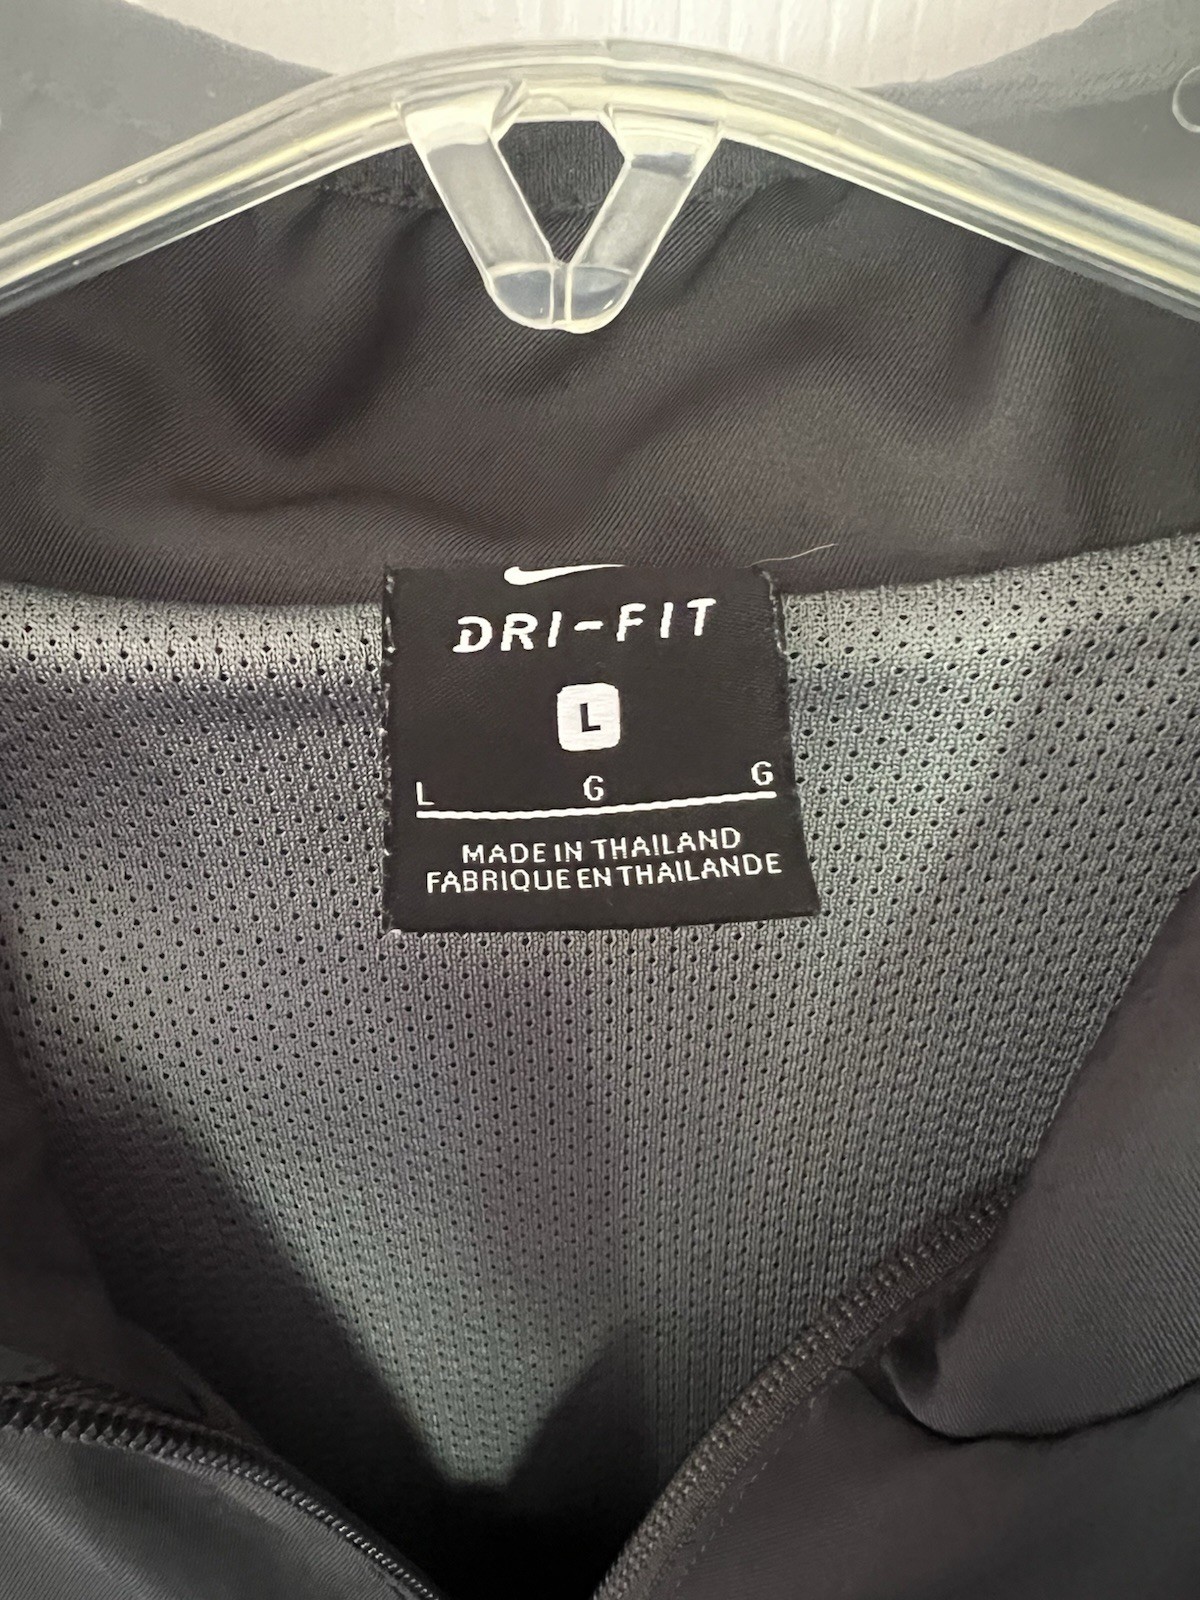 DRI-FIT
L
L G G
MADE IN THAILAND
FABRIQUE EN THAILANDE